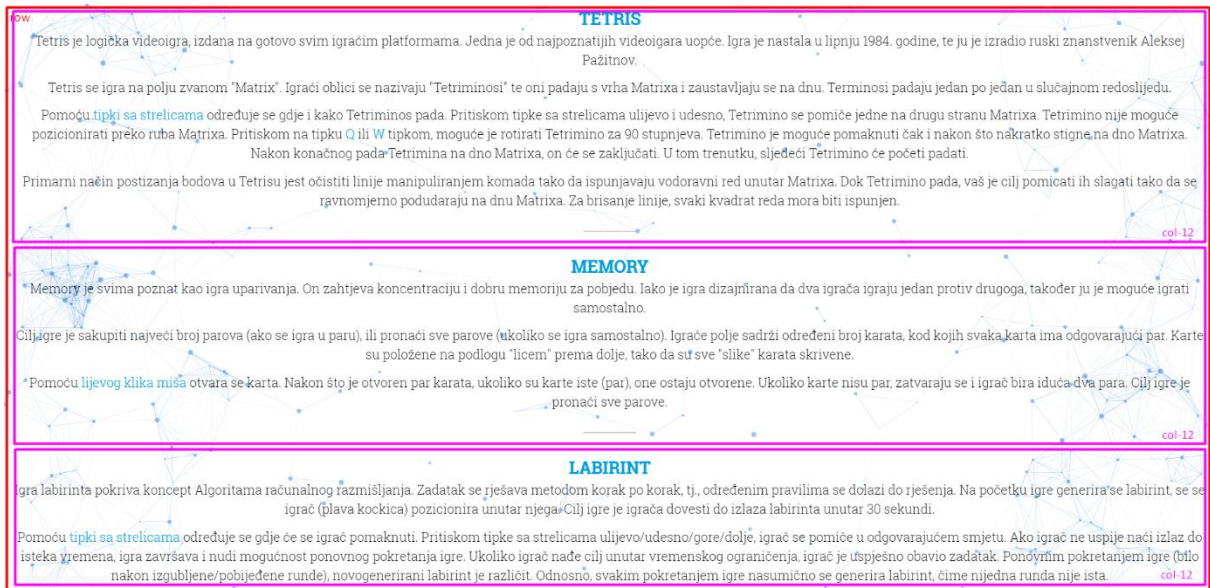 row
TETRIS
Tetris je logička videoigra, izdana na gotovo svim igraćim platformama. Jedna je od najpoznatijih videoigara uopće. Igra je nastala u lipnju 1984. godine, te ju je izradio ruski znanstvenik Aleksej
Pažitnov.
Tetris se igra na polju zvanom "Matrix". Igraći oblici se nazivaju "Tetriminosi" te oni padaju s vrha Matrixa i zaustavljaju se na dnu. Terminosi padaju jedan po jedan u slučajnom redoslijedu.
Pomoću tipki sa strelicama određuje se gdje i kako Tetriminos pada. Pritiskom tipke sa strelicama ulijevo i udesno, Tetrimino se pomiče jedne na drugu stranu Matrixa. Tetrimino nije moguće
pozicionirati preko ruba Matrixa. Pritiskom na tipku Q ili W tipkom, moguće je rotirati Tetrimino za 90 stupnjeva. Tetrimino je moguće pomaknuti čak i nakon što nakratko stigne na dno Matrixa.
Nakon konačnog pada Tetrimina na dno Matrixa, on će se zaključati. U tom trenutku, sljedeći Tetrimino će početi padati.
Primarni način postizanja bodova u Tetrisu jest očistiti linije manipuliranjem komada tako da ispunjavaju vodoravni red unutar Matrixa. Dok Tetrimino pada, vaš je cilj pomicati ih slagati tako da se
ravnomjerno podudaraju na dnu Matrixa. Za brisanje linije, svaki kvadrat reda mora biti ispunjen.
col-12
MEMORY
Memory je svima poznat kao igra uparivanja. On zahtjeva koncentraciju i dobru memoriju za pobjedu. Iako je igra dizajnirana da dva igrača igraju jedan protiv drugoga, također ju je moguće igrati
samostalno.
Cilj igre je sakupiti najveći broj parova (ako se igra u paru), ili pronaći sve parove (ukoliko se igra samostalno). Igraće polje sadrži određeni broj karata, kod kojih svaka karta ima odgovarajući par. Karte
su položene na podlogu "licem" prema dolje, tako da su sve "slike" karata skrivene.
Pomoću lijevog klika miša otvara se karta. Nakon što je otvoren par karata, ukoliko su karte iste (par), one ostaju otvorene. Ukoliko karte nisu par, zatvaraju se i igrač bira iduća dva para. Cilj igre je
pronaći sve parove.
col-12
LABIRINT
Igra labirinta pokriva koncept Algoritama računalnog razmišljanja. Zadatak se rješava metodom korak po korak, tj., određenim pravilima se dolazi do rješenja. Na početku igre generira se labirint, se se
igrač (plava kockica) pozicionira unutar njega. Cilj igre je igrača dovesti do izlaza labirinta unutar 30 sekundi.
Pomoću tipki sa strelicama određuje se gdje će se igrač pomaknuti. Pritiskom tipke sa strelicama ulijevo/udesno/gore/dolje, igrač se pomiče u odgovarajućem smjetu. Ako igrač ne uspije naći izlaz do
isteka vremena, igra završava i nudi mogućnost ponovnog pokretanja igre. Ukoliko igrač nađe cilj unutar vremenskog ograničenja, igrač je uspješno obavio zadatak. Ponovnim pokretanjem igre (bilo
nakon izgubljene/pobijeđene runde), novogenerirani labirint je različit. Odnosno, svakim pokretanjem igre nasumično se generira labirint, čime nijedna runda nije ista.
col-12